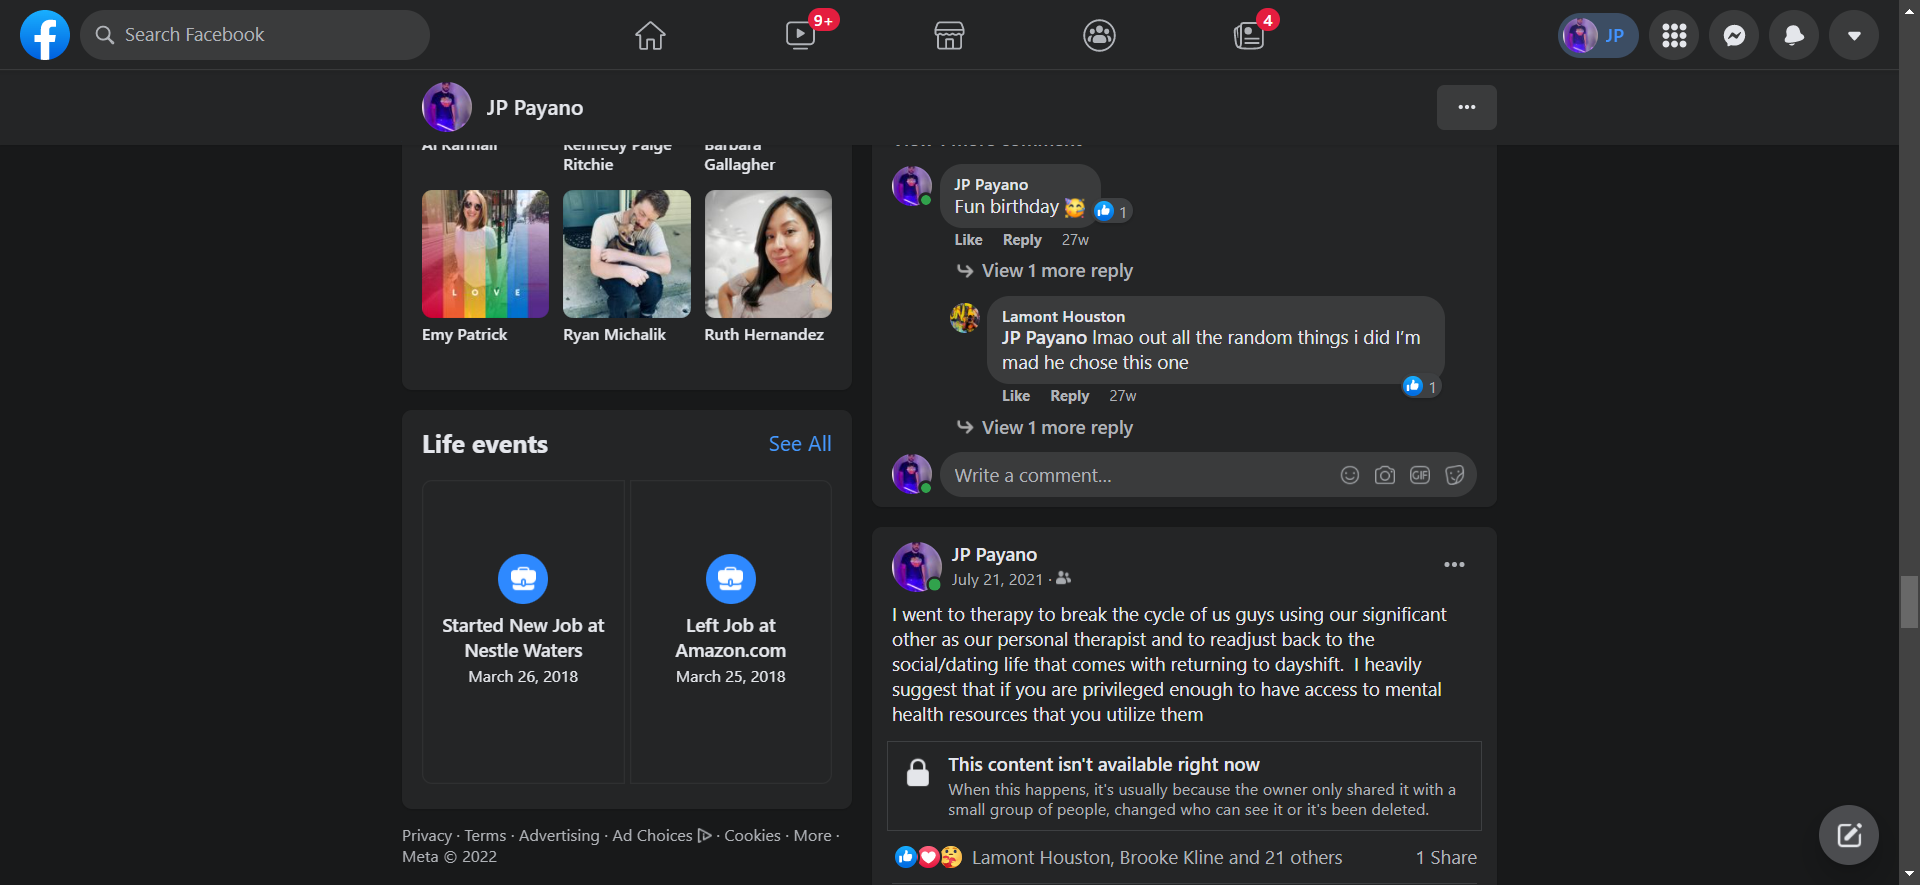 Search Facebook
9+
4
JP
JP Payano
Al Karmali
Kennedy Paige
Ritchie
Barbara
Gallagher
LOVE
Emy Patrick
Ryan Michalik
Ruth Hernandez
Life events
See All
Started New Job at
Nestle Waters
March 26, 2018
Left Job at
Amazon.com
March 25, 2018
Privacy · Terms · Advertising · Ad Choices · Cookies · More ·
Meta © 2022
View 1 more comment
JP Payano
Fun birthday 🥰
1
Like Reply 27w
View 1 more reply
Lamont Houston
JP Payano lmao out all the random things i did I’m
mad he chose this one
1
Like Reply 27w
View 1 more reply
Write a comment...
GIF
JP Payano
July 21, 2021 ·
I went to therapy to break the cycle of us guys using our significant
other as our personal therapist and to readjust back to the
social/dating life that comes with returning to dayshift. I heavily
suggest that if you are privileged enough to have access to mental
health resources that you utilize them
This content isn't available right now
When this happens, it's usually because the owner only shared it with a
small group of people, changed who can see it or it's been deleted.
Lamont Houston, Brooke Kline and 21 others
1 Share